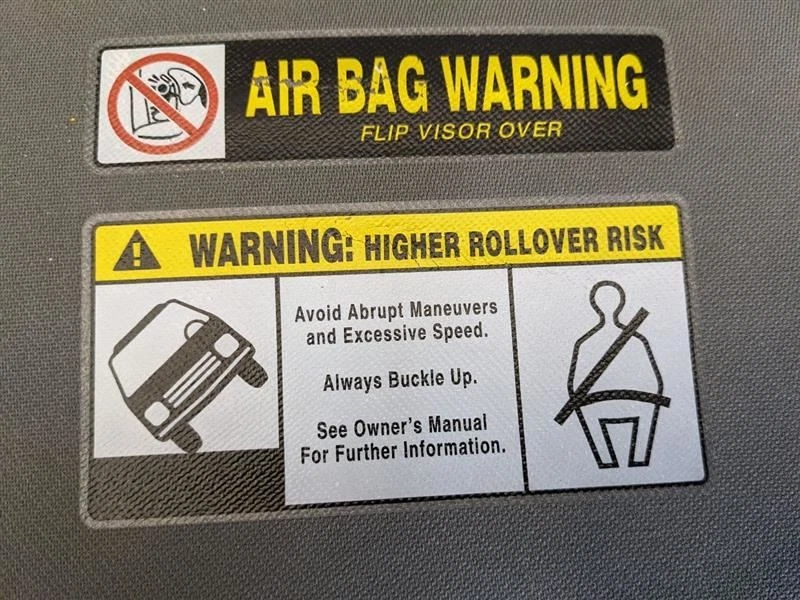 AIR BAG WARNING
FLIP VISOR OVER
WARNING: HIGHER ROLLOVER RISK
Avoid Abrupt Maneuvers
and Excessive Speed.
Always Buckle Up.
See Owner's Manual
For Further Information.